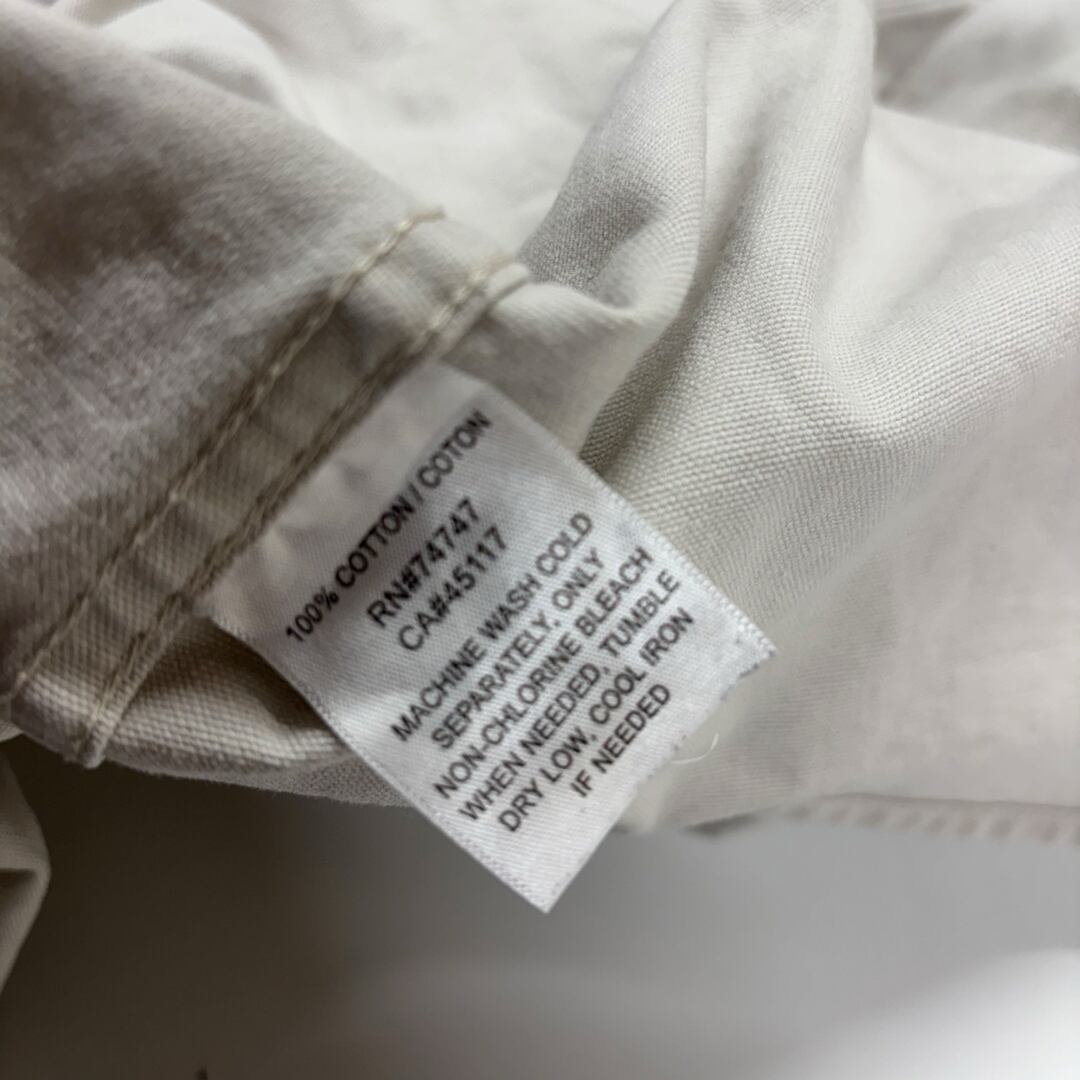 100% COTTON / COTON
RN#74747
CA#45117
MACHINE WASH COLD
SEPARATELY, ONLY
NON-CHLORINE BLEACH
WHEN NEEDED, TUMBLE
DRY LOW, COOL IRON
IF NEEDED